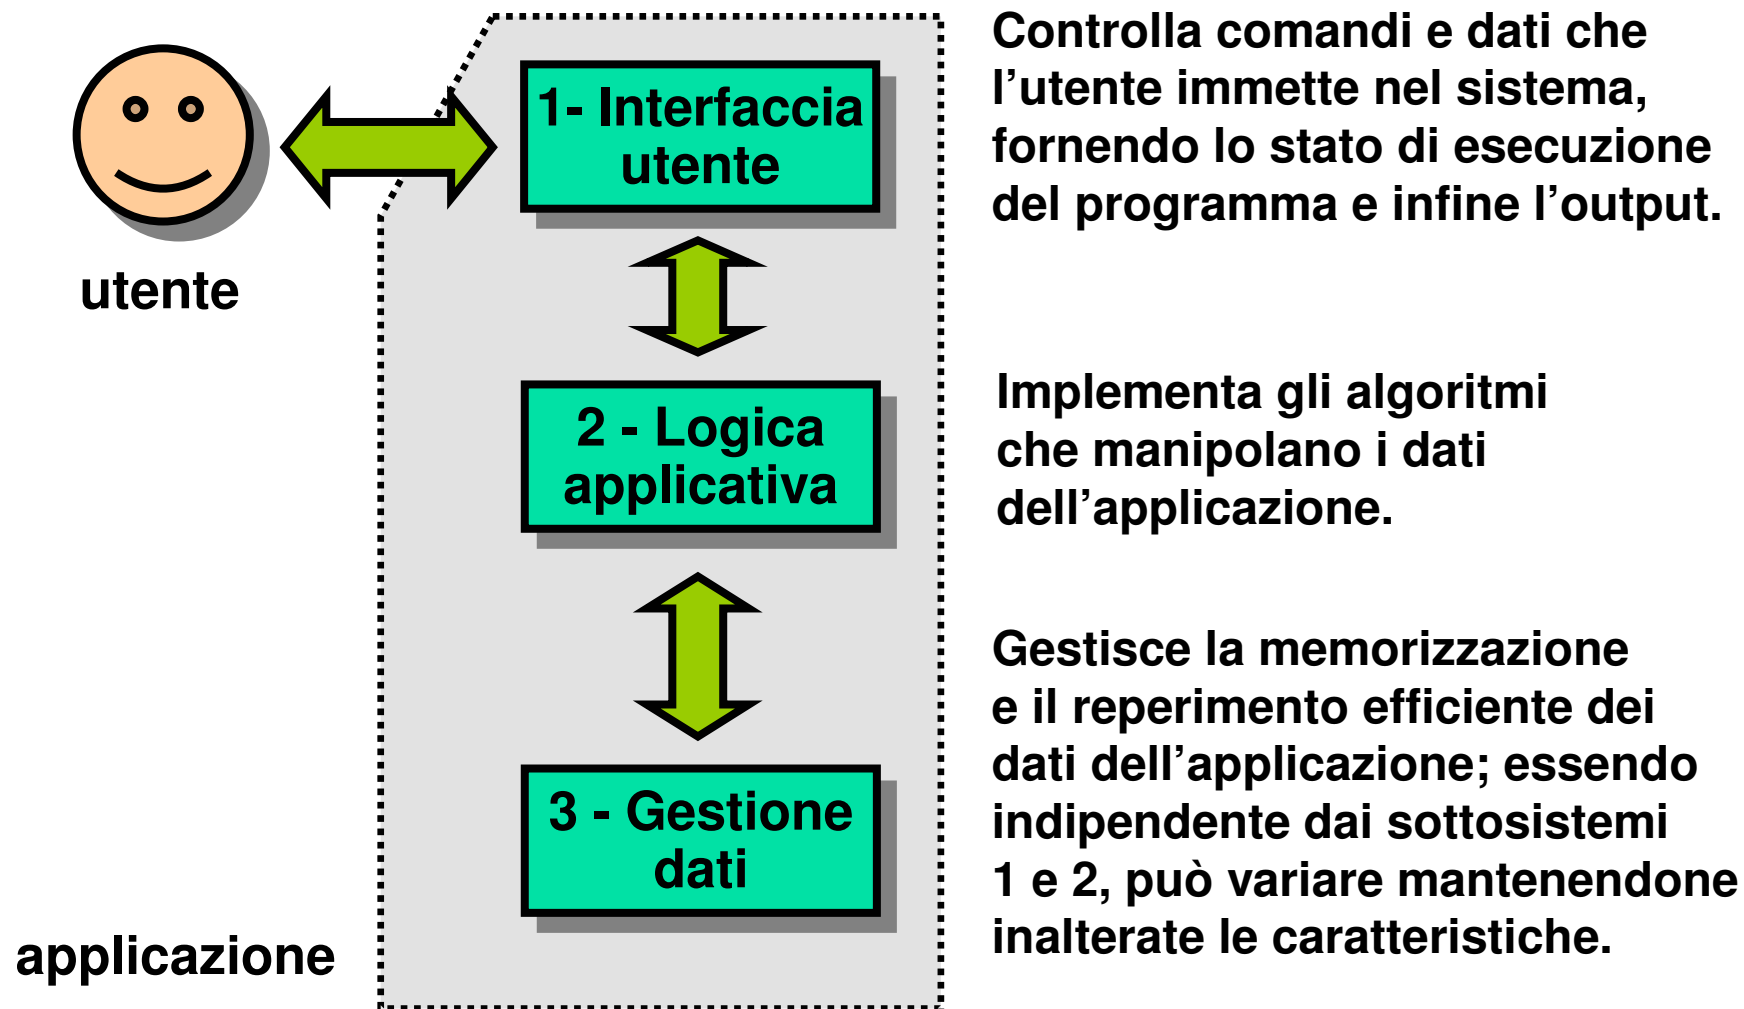 Controlla comandi e dati che
l’utente immette nel sistema,
fornendo lo stato di esecuzione
del programma e infine l’output.
1- Interfaccia
utente
utente
Implementa gli algoritmi
che manipolano i dati
dell’applicazione.
2 - Logica
applicativa
Gestisce la memorizzazione
e il reperimento efficiente dei
dati dell’applicazione; essendo
indipendente dai sottosistemi
1 e 2, può variare mantenendone
inalterate le caratteristiche.
3 - Gestione
dati
applicazione